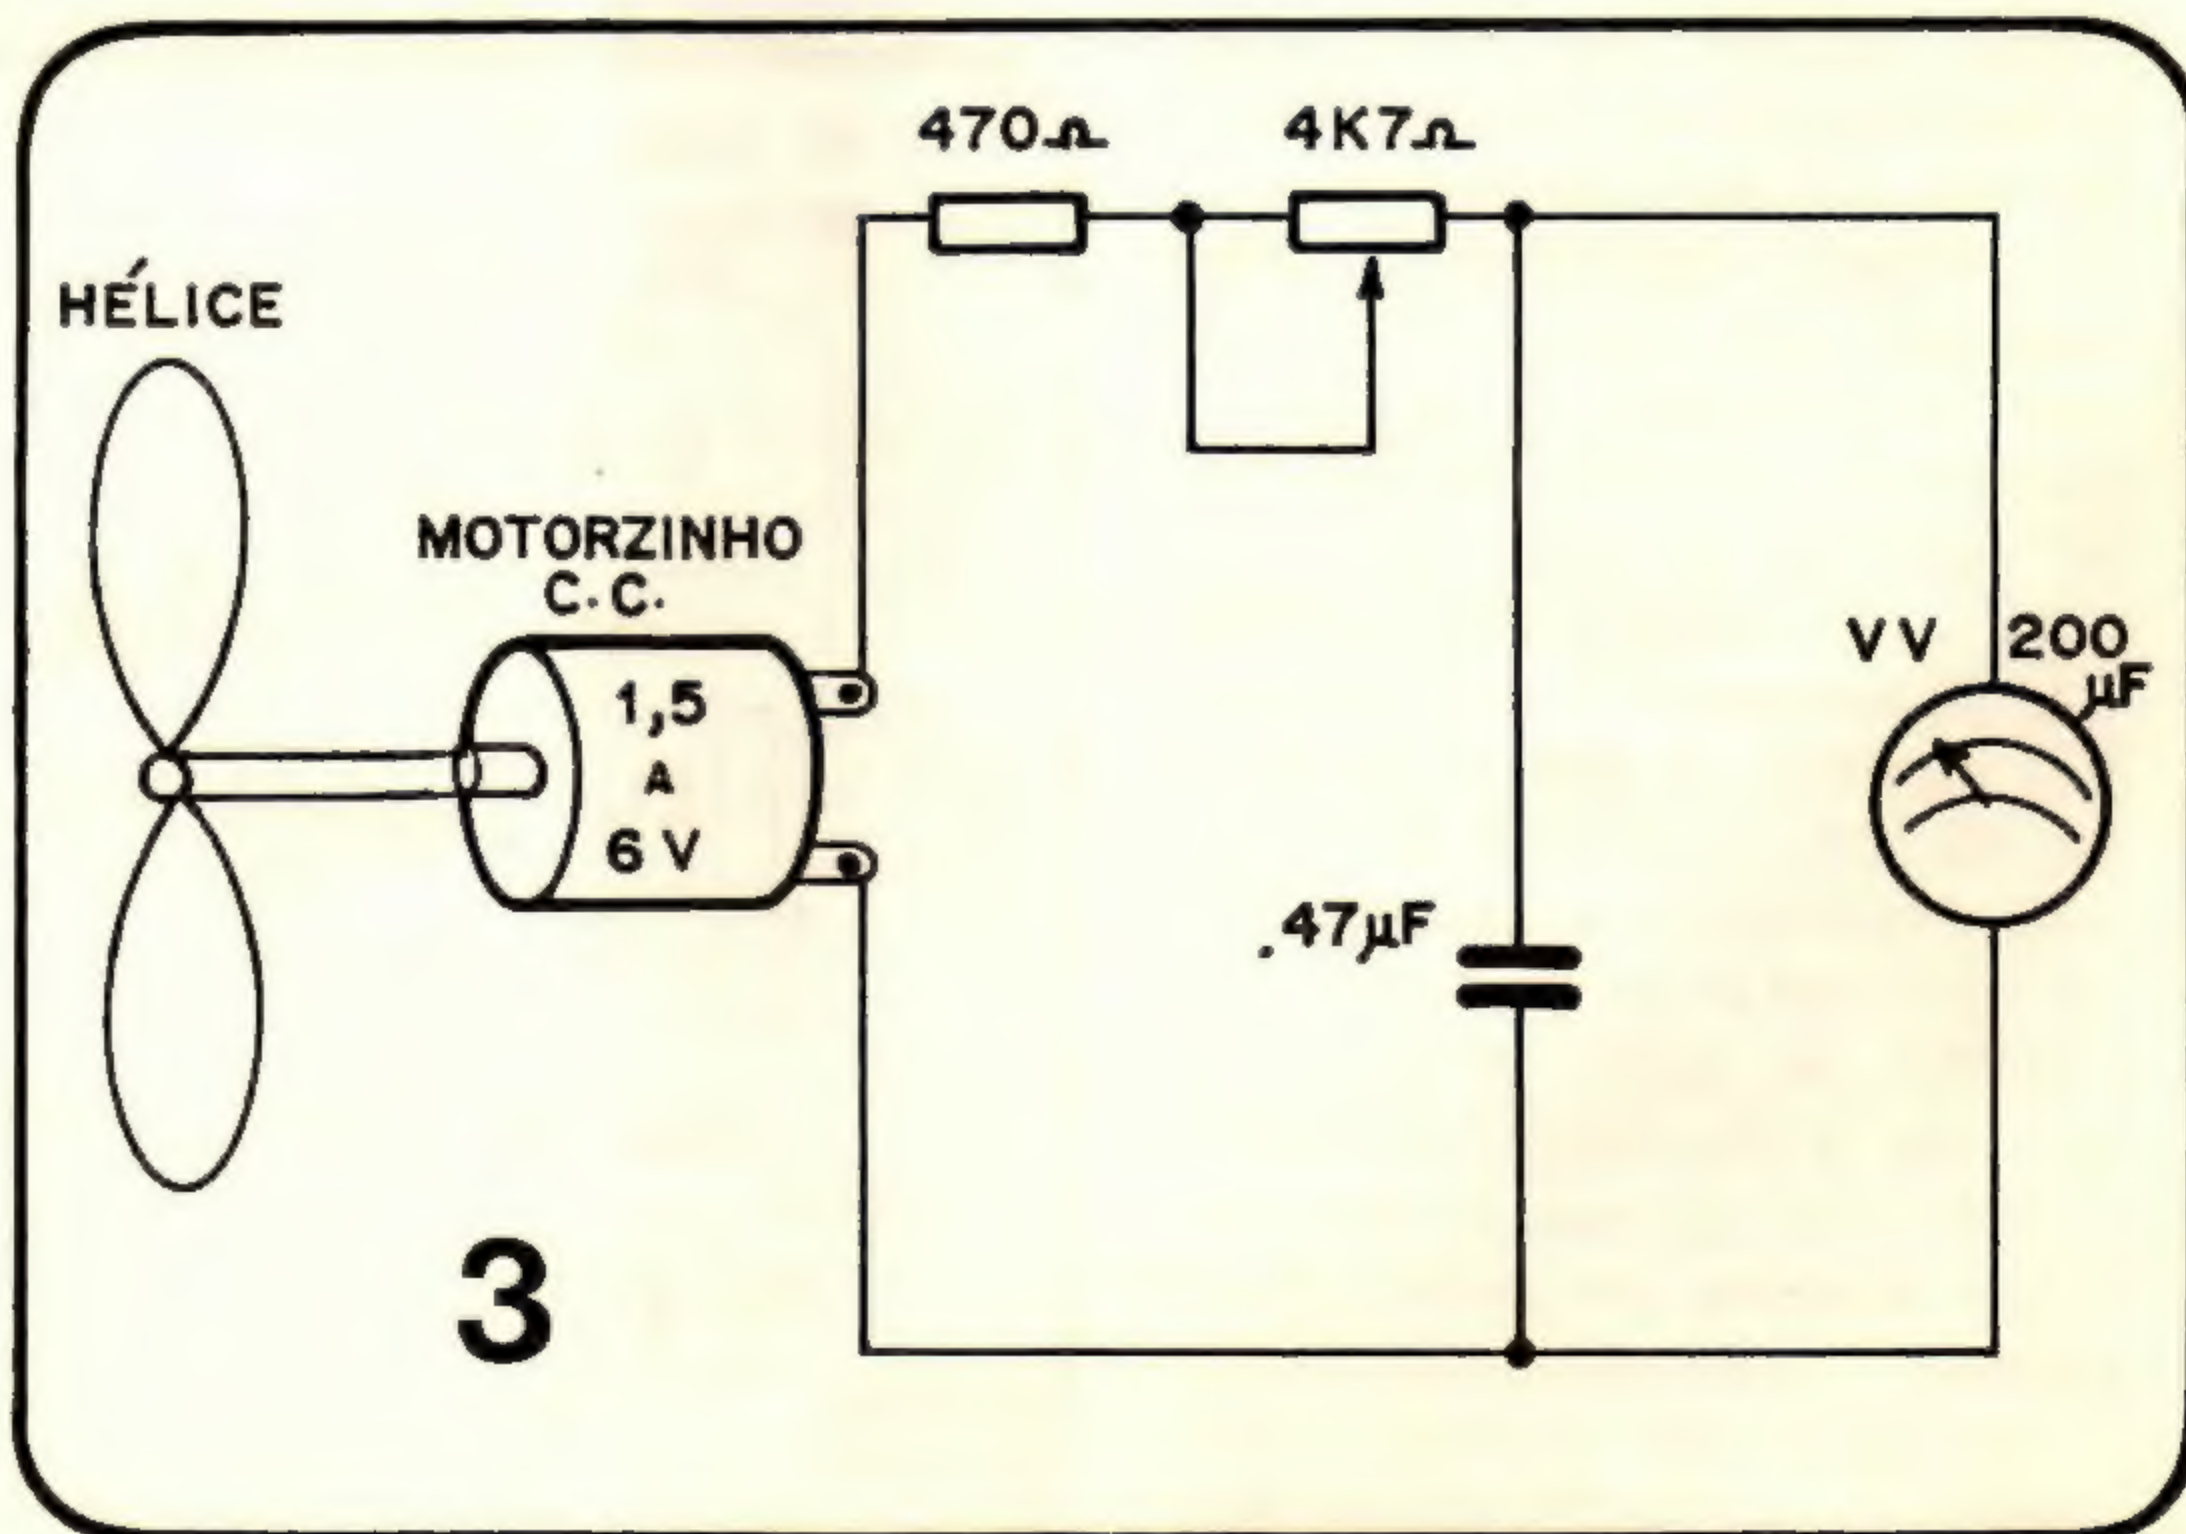 470Ω
4K7Ω
HÉLICE
MOTORZINHO
C.C.
1,5
A
6 V
VV
200
µF
.47µF
3